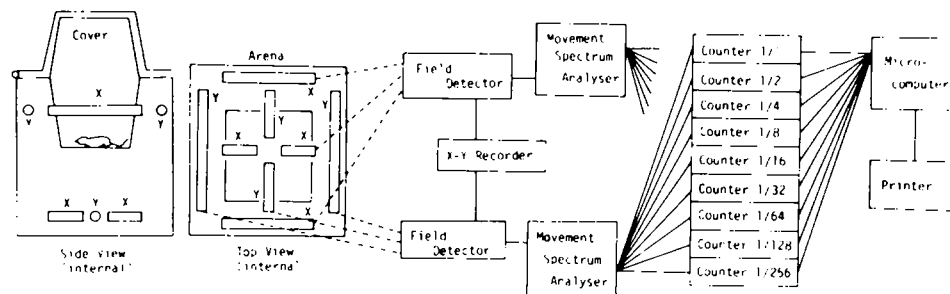 Cover
X
Y
Y
X
Y
X
Side View
(internal)
Arena
X
Y
Y
Y
X
X
Y
X
Top View
(internal)
Field
Detector
X-Y Recorder
Field
Detector
Movement
Spectrum
Analyser
Movement
Spectrum
Analyser
Counter 1/
Counter 1/2
Counter 1/4
Counter 1/8
Counter 1/16
Counter 1/32
Counter 1/64
Counter 1/128
Counter 1/256
Micro-
computer
Printer